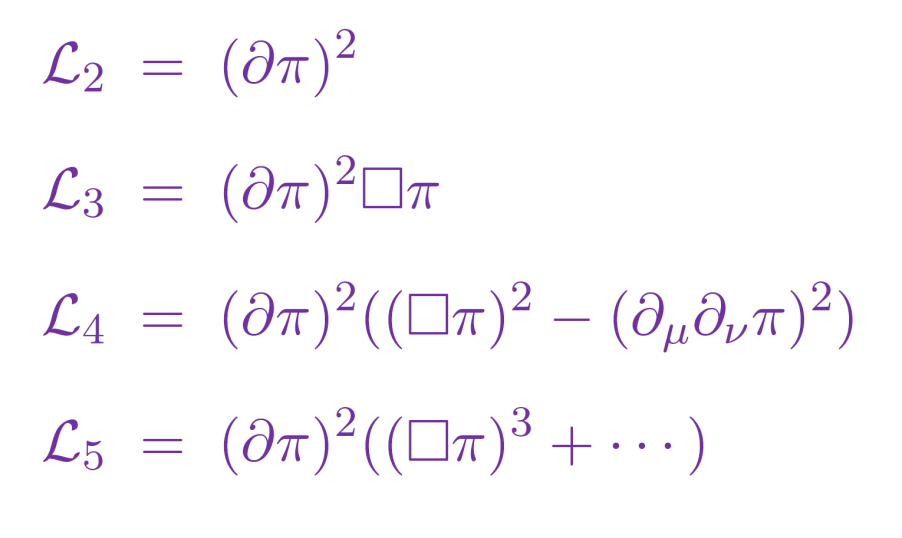 ℒ₂ = (∂π)²
ℒ₃ = (∂π)²□π
ℒ₄ = (∂π)²((□π)² − (∂_μ∂_νπ)²)
ℒ₅ = (∂π)²((□π)³ + ⋯ )